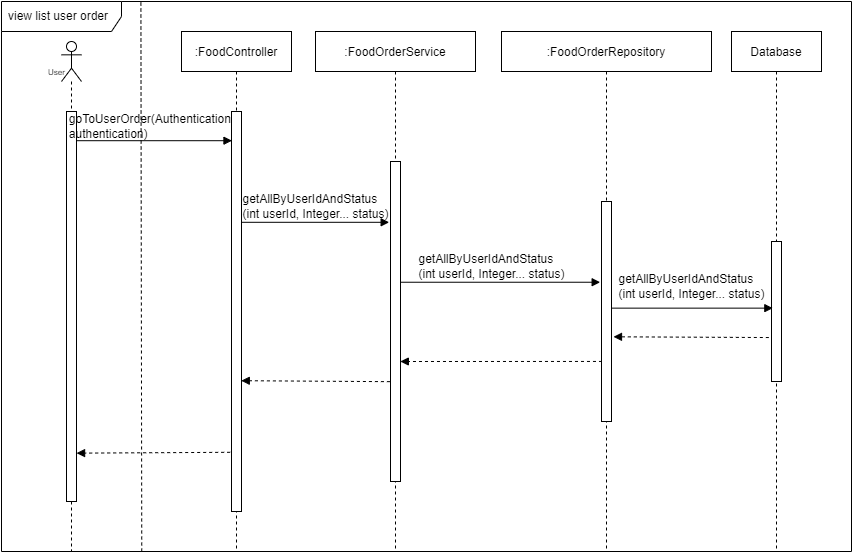 view list user order
:FoodController
:FoodOrderService
:FoodOrderRepository
Database
User
goToUserOrder(Authentication
authentication)
getAllByUserIdAndStatus
(int userId, Integer... status)
getAllByUserIdAndStatus
(int userId, Integer... status)
getAllByUserIdAndStatus
(int userId, Integer... status)